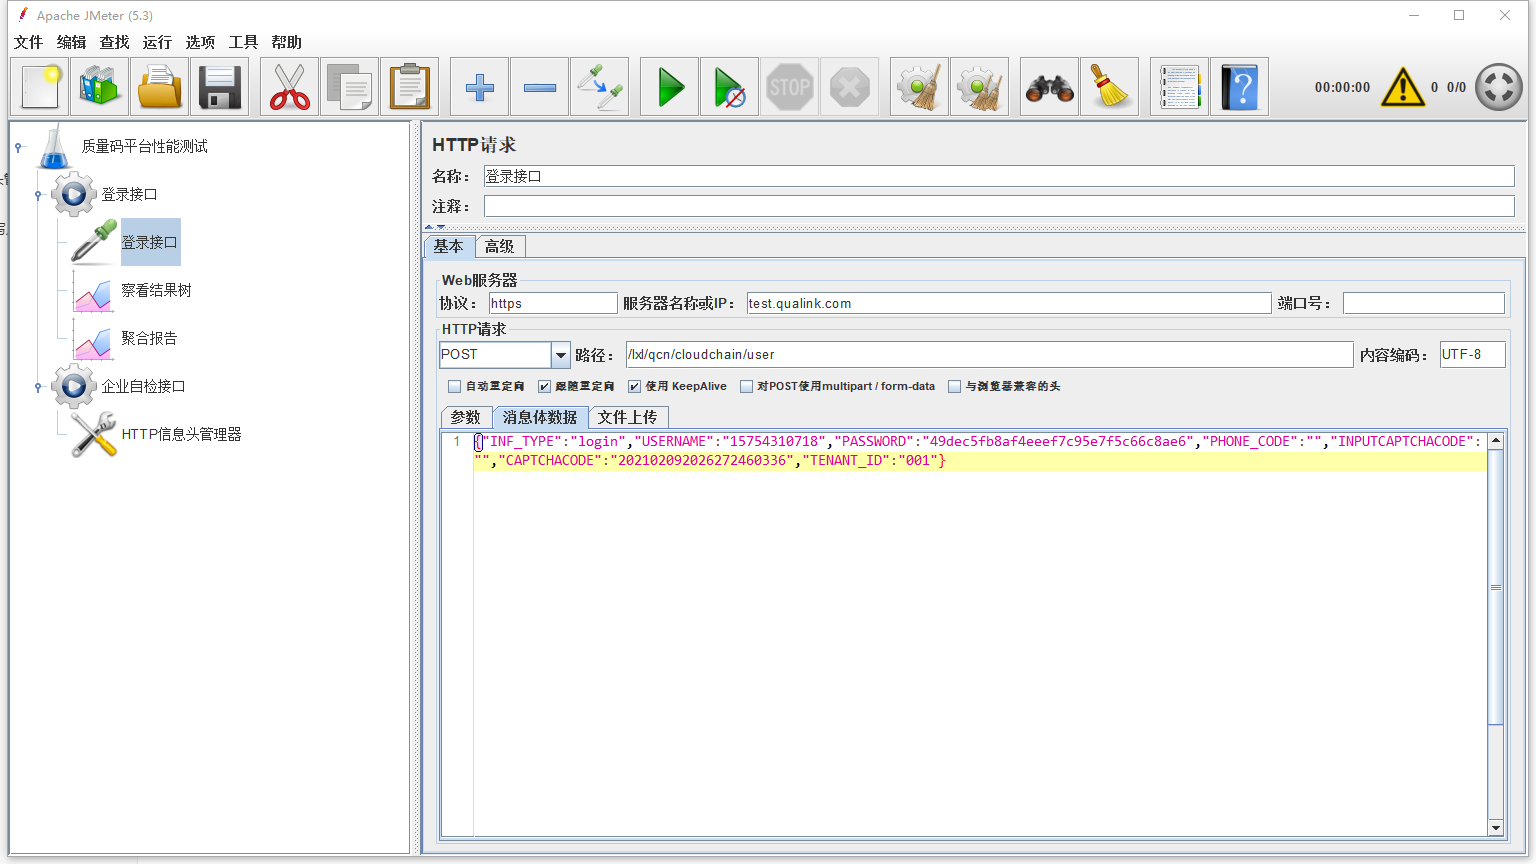 Apache JMeter (5.3)
文件 编辑 查找 运行 选项 工具 帮助
STOP
00:00:00 0 0/0
质量码平台性能测试
登录接口
登录接口
察看结果树
聚合报告
企业自检接口
HTTP信息头管理器
HTTP请求
名称： 登录接口
注释：
基本 高级
Web服务器
协议： https 服务器名称或IP： test.qualink.com 端口号：
HTTP请求
POST 路径： /lxl/qcn/cloudchain/user 内容编码： UTF-8
自动重定向 跟随重定向 使用 KeepAlive 对POST使用multipart / form-data 与浏览器兼容的头
参数 消息体数据 文件上传
1 {"INF_TYPE":"login","USERNAME":"15754310718","PASSWORD":"49dec5fb8af4eeef7c95e7f5c66c8ae6","PHONE_CODE":"","INPUTCAPTCHACODE":
"","CAPTCHACODE":"202102092026272460336","TENANT_ID":"001"}